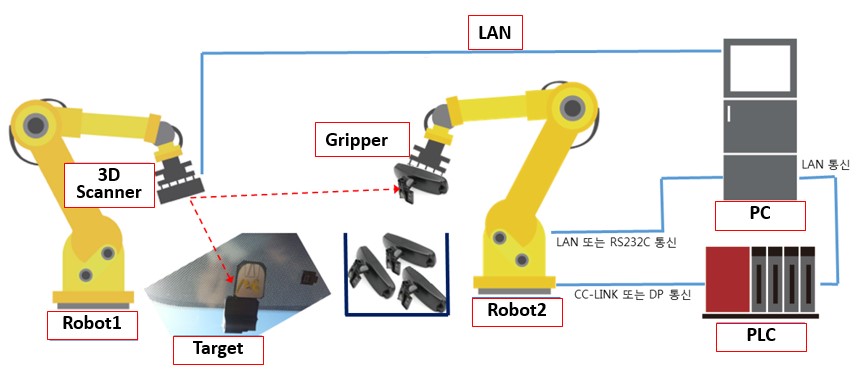 LAN
Gripper
3D
Scanner
LAN 통신
PC
LAN 또는 RS232C 통신
CC-LINK 또는 DP 통신
Robot1
Robot2
PLC
Target